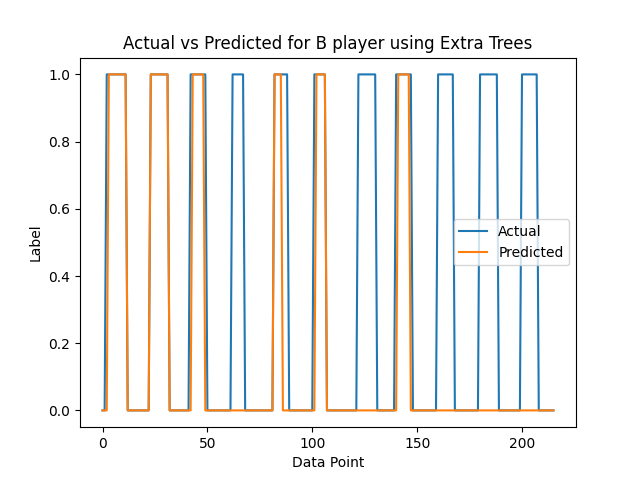 Actual vs Predicted for B player using Extra Trees
1.0
0.8
0.6
0.4
0.2
0.0
Label
Actual
Predicted
0 50 100 150 200
Data Point